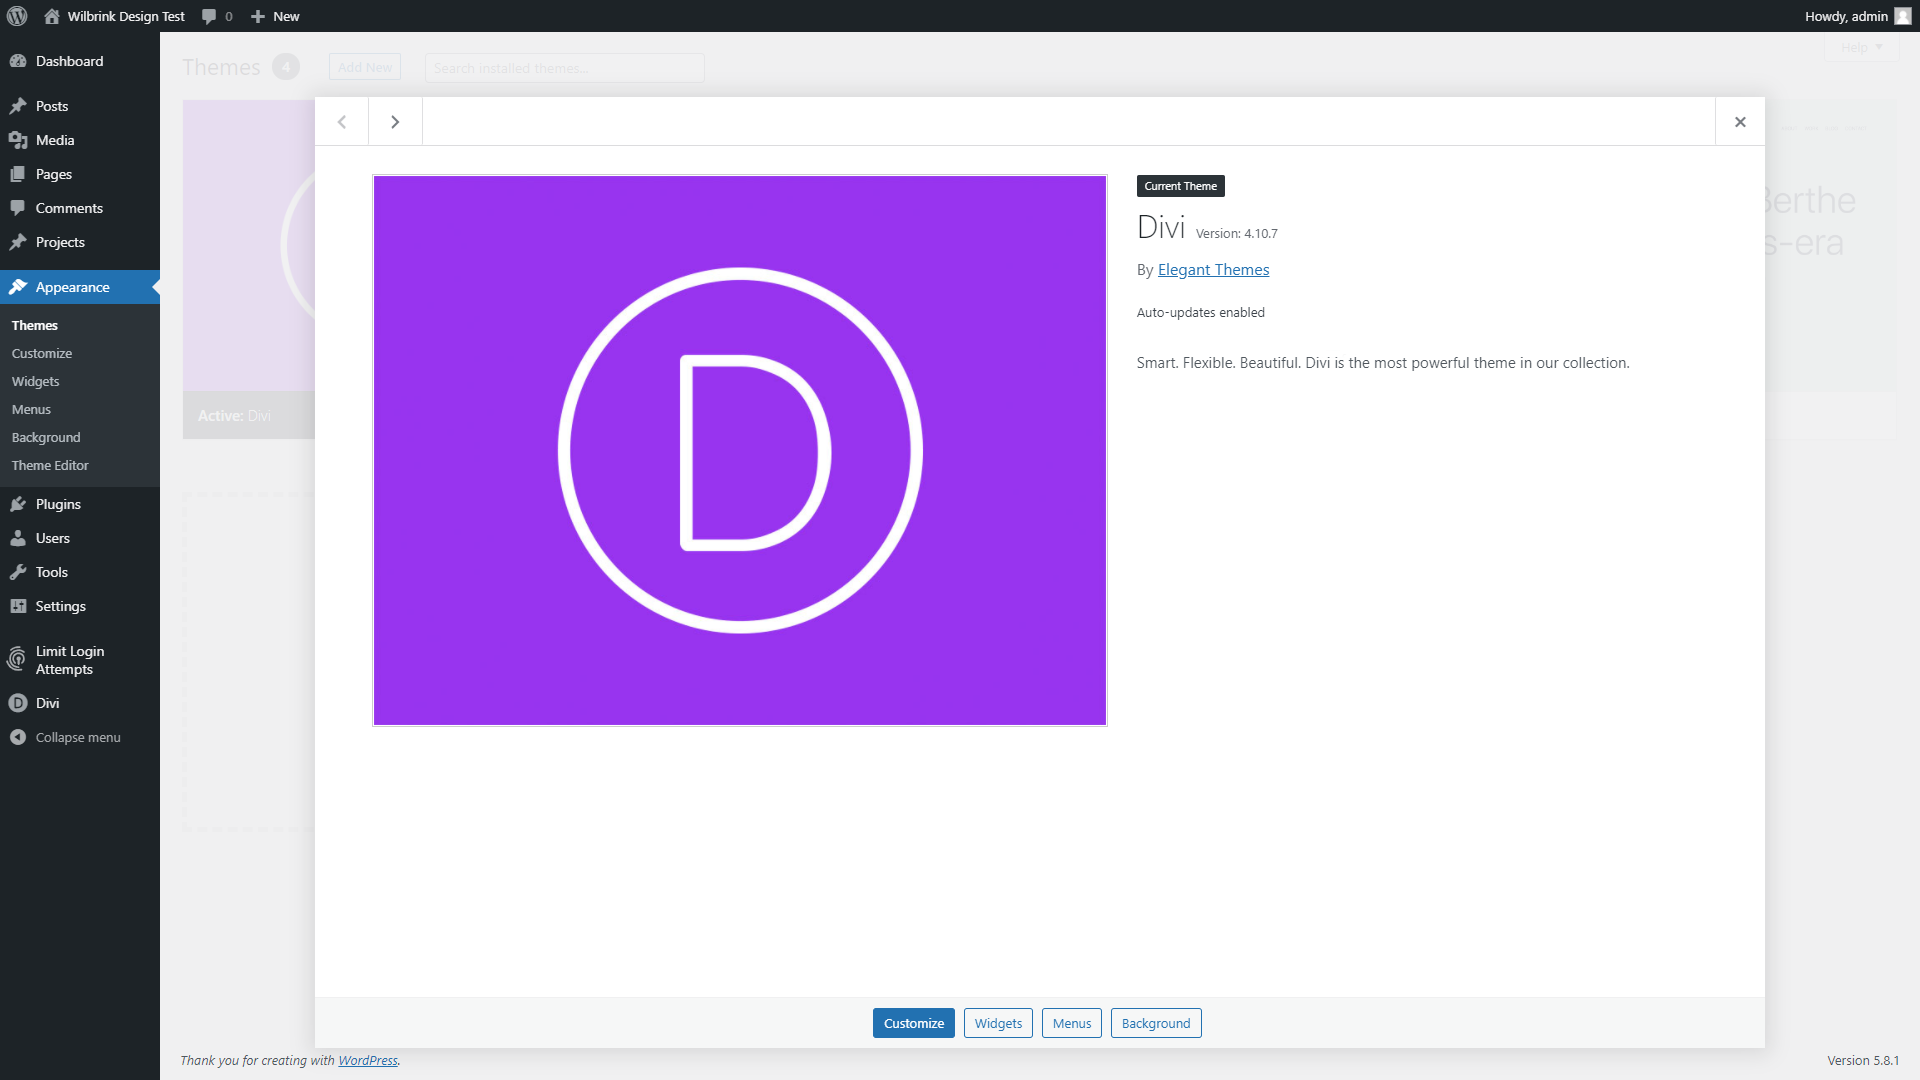 Wilbrink Design Test 0 New Howdy, admin
Dashboard
Posts
Media
Pages
Comments
Projects
Appearance
Themes
Customize
Widgets
Menus
Background
Theme Editor
Plugins
Users
Tools
Settings
Limit Login
Attempts
Divi
Collapse menu
Themes 4 Add New Search installed themes... Help
Active: Divi
Berthe
s-era
D
Current Theme
Divi Version: 4.10.7
By Elegant Themes
Auto-updates enabled
Smart. Flexible. Beautiful. Divi is the most powerful theme in our collection.
Customize Widgets Menus Background
Thank you for creating with WordPress. Version 5.8.1